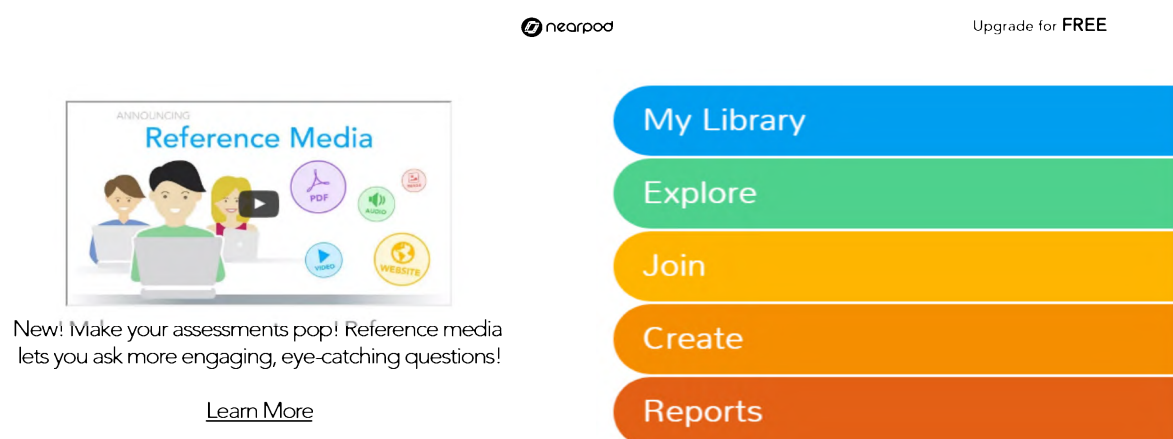 nearpod
Upgrade for FREE
ANNOUNCING
Reference Media
PDF
AUDIO
VIDEO
WEBSITE
New! Make your assessments pop! Reference media
lets you ask more engaging, eye-catching questions!
Learn More
My Library
Explore
Join
Create
Reports